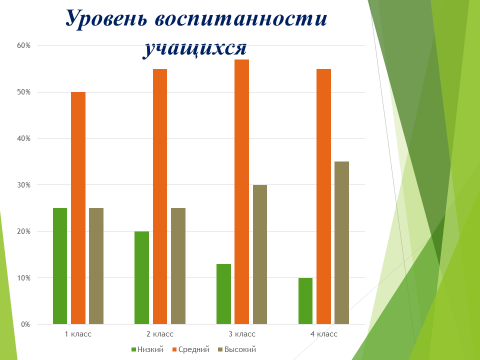 Уровень воспитанности
учащихся
60%
50%
40%
30%
20%
10%
0%
1 класс 2 класс 3 класс 4 класс
Низкий Средний Высокий